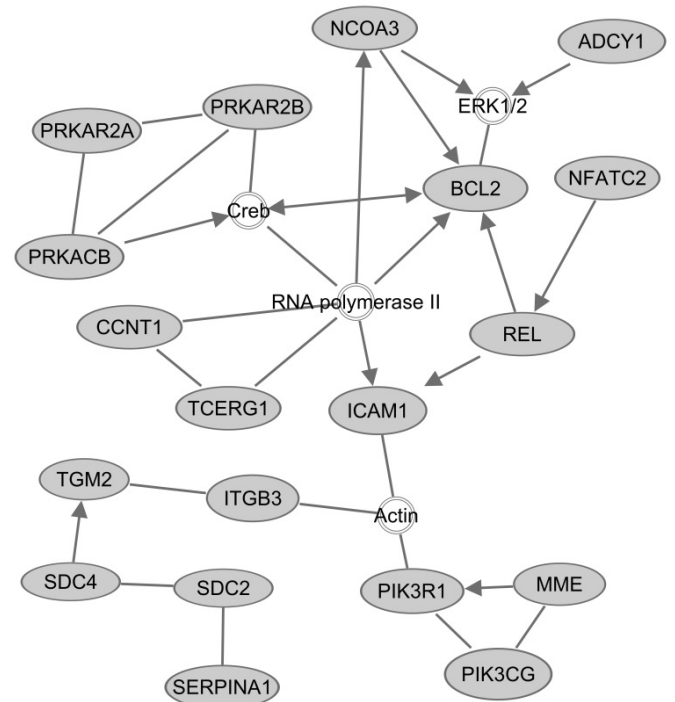 NCOA3
ADCY1
PRKAR2B
ERK1/2
PRKAR2A
BCL2
NFATC2
Creb
PRKACB
RNA polymerase II
CCNT1
REL
TCERG1
ICAM1
TGM2
ITGB3
Actin
SDC4
SDC2
PIK3R1
MME
SERPINA1
PIK3CG